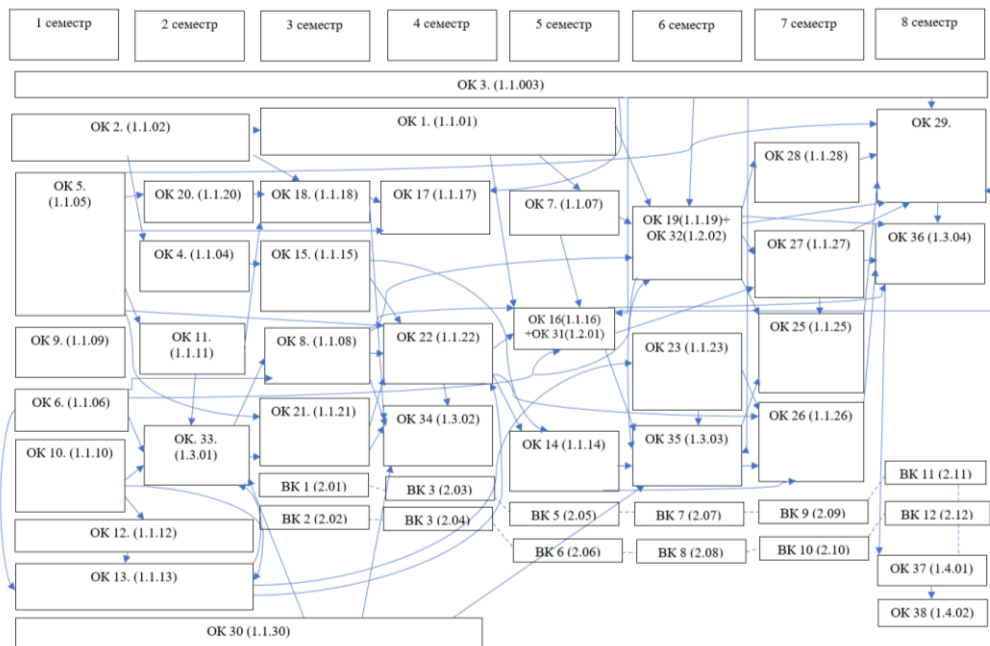 1 семестр
2 семестр
3 семестр
4 семестр
5 семестр
6 семестр
7 семестр
8 семестр
ОК 3. (1.1.003)
ОК 2. (1.1.02)
ОК 1. (1.1.01)
ОК 29.
ОК 28 (1.1.28)
ОК 5.
(1.1.05)
ОК 20. (1.1.20)
ОК 18. (1.1.18)
ОК 17 (1.1.17)
ОК 7. (1.1.07)
ОК 19(1.1.19)+
ОК 32(1.2.02)
ОК 27 (1.1.27)
ОК 36 (1.3.04)
ОК 4. (1.1.04)
ОК 15. (1.1.15)
ОК 9. (1.1.09)
ОК 11.
(1.1.11)
ОК 8. (1.1.08)
ОК 22 (1.1.22)
ОК 16(1.1.16)
+ОК 31(1.2.01)
ОК 23 (1.1.23)
ОК 25 (1.1.25)
ОК 6. (1.1.06)
ОК 21. (1.1.21)
ОК 34 (1.3.02)
ОК 26 (1.1.26)
ОК 10. (1.1.10)
ОК. 33.
(1.3.01)
ОК 14 (1.1.14)
ОК 35 (1.3.03)
ВК 1 (2.01)
ВК 3 (2.03)
ВК 11 (2.11)
ВК 2 (2.02)
ВК 3 (2.04)
ВК 5 (2.05)
ВК 7 (2.07)
ВК 9 (2.09)
ВК 12 (2.12)
ОК 12. (1.1.12)
ВК 6 (2.06)
ВК 8 (2.08)
ВК 10 (2.10)
ОК 13. (1.1.13)
ОК 37 (1.4.01)
ОК 38 (1.4.02)
ОК 30 (1.1.30)